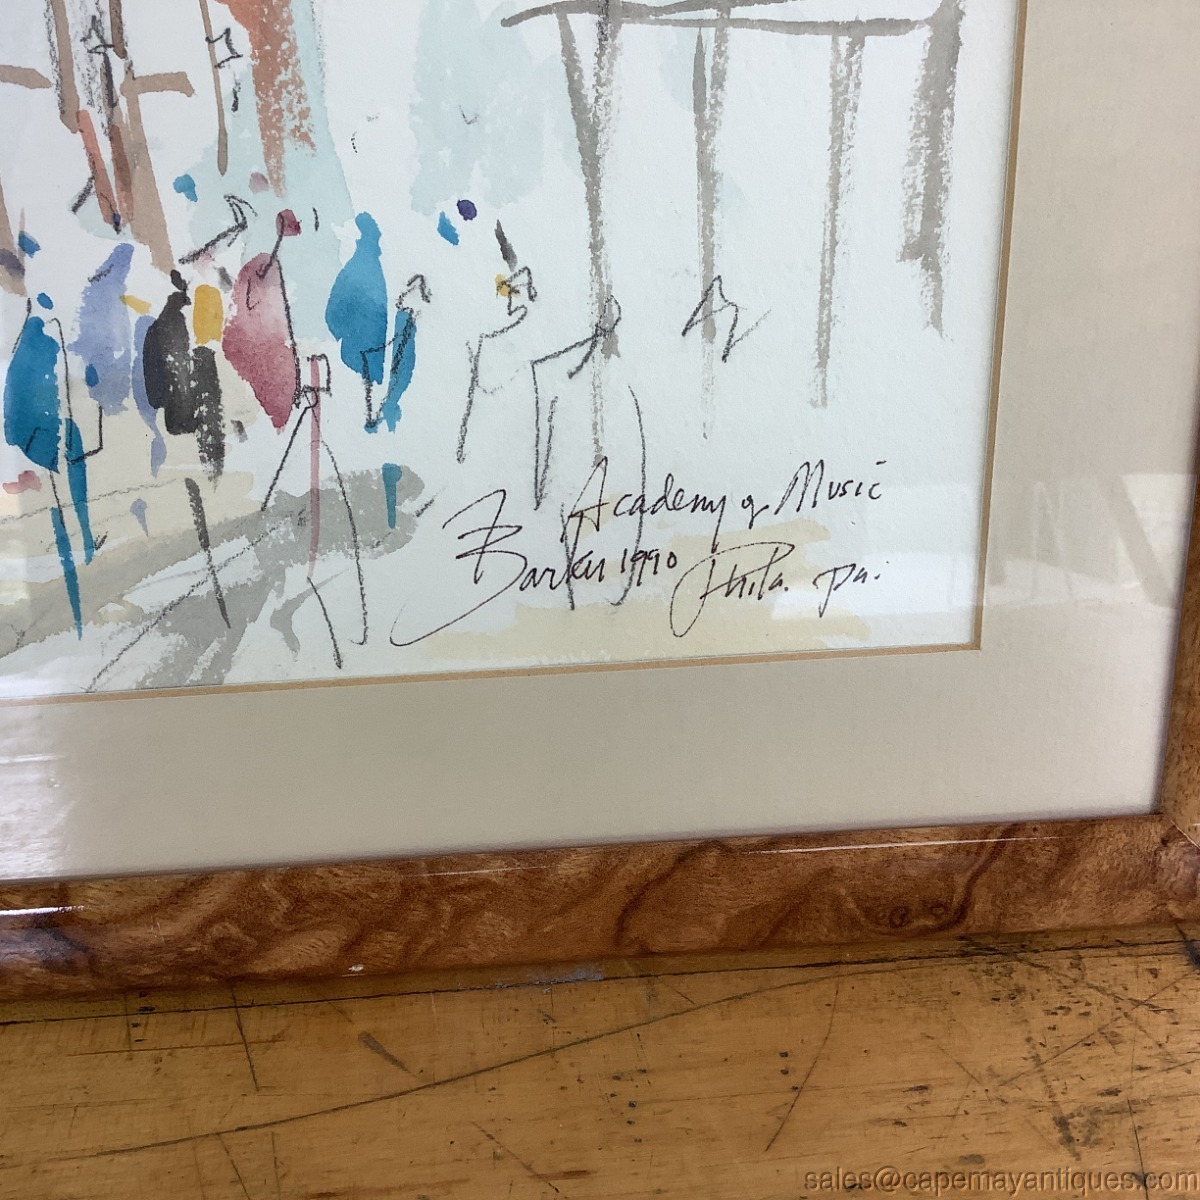 Academy of Music
Barker 1990 Phila. Pa.
sales@capemayantiques.com